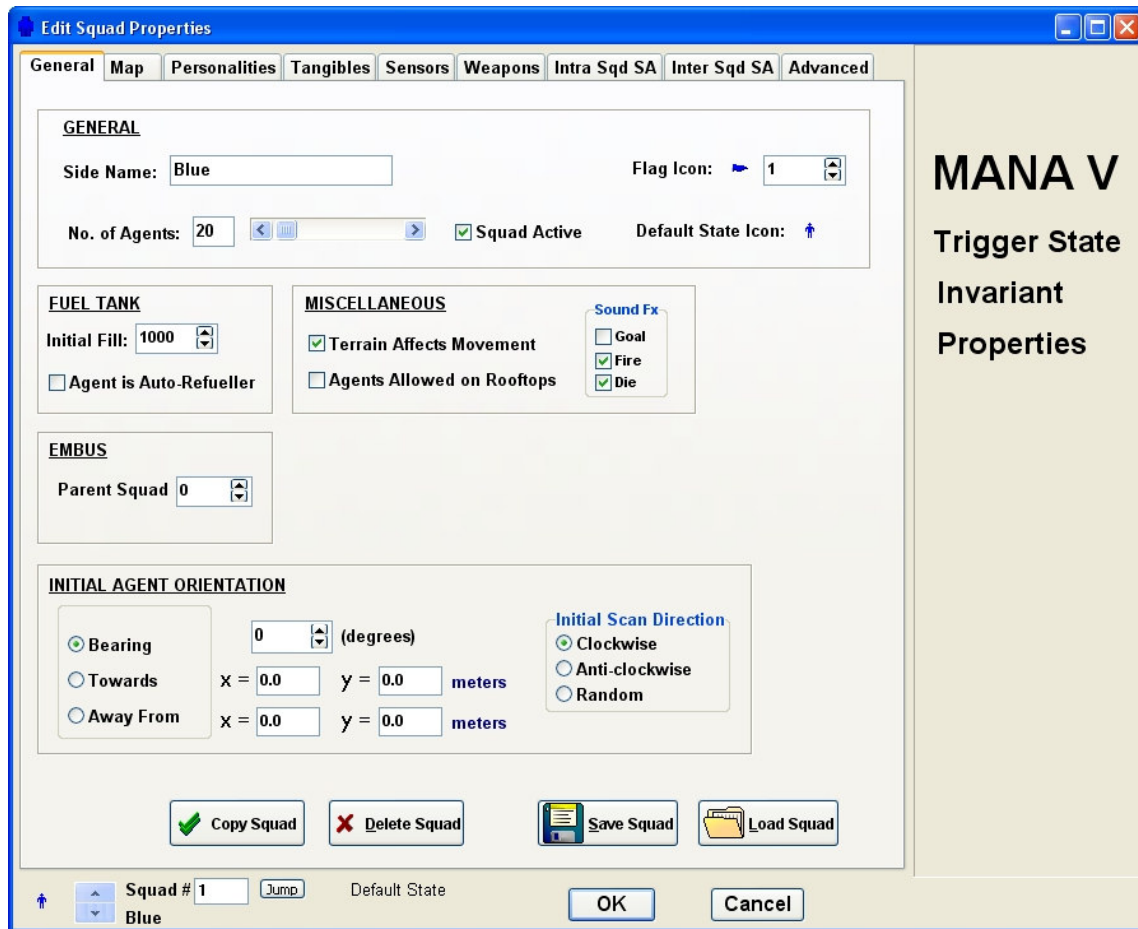 Edit Squad Properties
General Map Personalities Tangibles Sensors Weapons Intra Sqd SA Inter Sqd SA Advanced
GENERAL
Side Name: Blue
Flag Icon: 1
No. of Agents: 20
Squad Active
Default State Icon:
FUEL TANK
Initial Fill: 1000
Agent is Auto-Refueller
MISCELLANEOUS
Terrain Affects Movement
Agents Allowed on Rooftops
Sound Fx
Goal
Fire
Die
EMBUS
Parent Squad 0
INITIAL AGENT ORIENTATION
Bearing 0 (degrees)
Towards x = 0.0 y = 0.0 meters
Away From x = 0.0 y = 0.0 meters
Initial Scan Direction
Clockwise
Anti-clockwise
Random
Copy Squad Delete Squad Save Squad Load Squad
Squad # 1 Jump Default State
Blue
OK Cancel
MANA V
Trigger State
Invariant
Properties